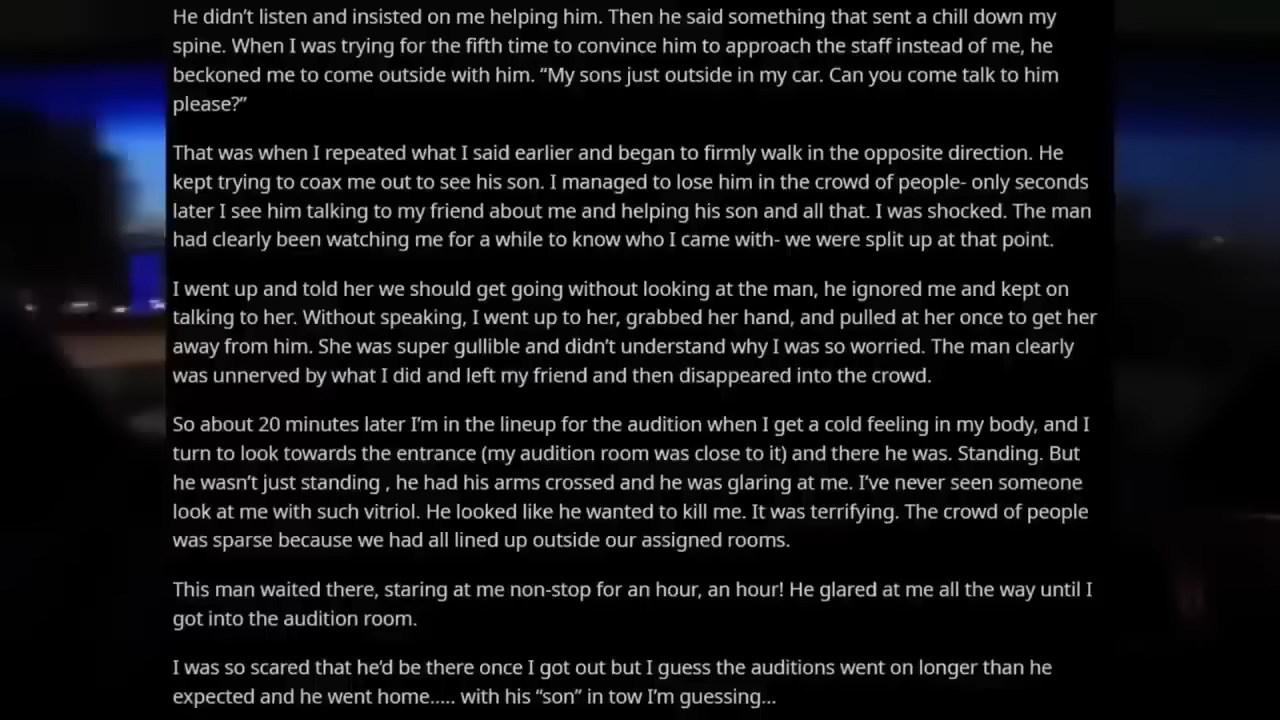 He didn’t listen and insisted on me helping him. Then he said something that sent a chill down my
spine. When I was trying for the fifth time to convince him to approach the staff instead of me, he
beckoned me to come outside with him. “My sons just outside in my car. Can you come talk to him
please?”
That was when I repeated what I said earlier and began to firmly walk in the opposite direction. He
kept trying to coax me out to see his son. I managed to lose him in the crowd of people- only seconds
later I see him talking to my friend about me and helping his son and all that. I was shocked. The man
had clearly been watching me for a while to know who I came with- we were split up at that point.
I went up and told her we should get going without looking at the man, he ignored me and kept on
talking to her. Without speaking, I went up to her, grabbed her hand, and pulled at her once to get her
away from him. She was super gullible and didn’t understand why I was so worried. The man clearly
was unnerved by what I did and left my friend and then disappeared into the crowd.
So about 20 minutes later I’m in the lineup for the audition when I get a cold feeling in my body, and I
turn to look towards the entrance (my audition room was close to it) and there he was. Standing. But
he wasn’t just standing , he had his arms crossed and he was glaring at me. I’ve never seen someone
look at me with such vitriol. He looked like he wanted to kill me. It was terrifying. The crowd of people
was sparse because we had all lined up outside our assigned rooms.
This man waited there, staring at me non-stop for an hour, an hour! He glared at me all the way until I
got into the audition room.
I was so scared that he’d be there once I got out but I guess the auditions went on longer than he
expected and he went home..... with his “son” in tow I’m guessing...